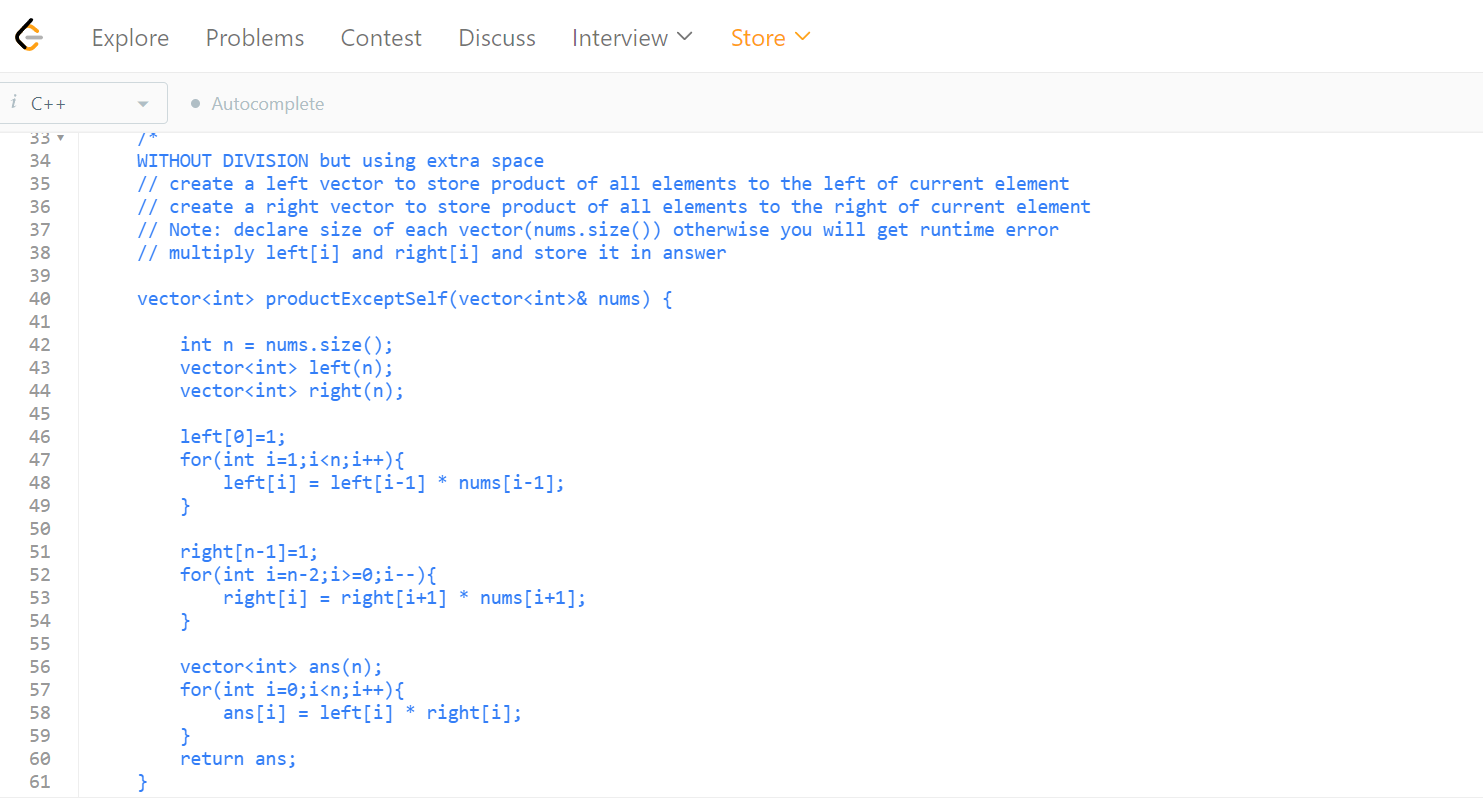 Explore Problems Contest Discuss Interview Store
i C++ Autocomplete
33 /*
34 WITHOUT DIVISION but using extra space
35 // create a left vector to store product of all elements to the left of current element
36 // create a right vector to store product of all elements to the right of current element
37 // Note: declare size of each vector(nums.size()) otherwise you will get runtime error
38 // multiply left[i] and right[i] and store it in answer
39
40 vector<int> productExceptSelf(vector<int>& nums) {
41
42 int n = nums.size();
43 vector<int> left(n);
44 vector<int> right(n);
45
46 left[0]=1;
47 for(int i=1;i<n;i++){
48 left[i] = left[i-1] * nums[i-1];
49 }
50
51 right[n-1]=1;
52 for(int i=n-2;i>=0;i--){
53 right[i] = right[i+1] * nums[i+1];
54 }
55
56 vector<int> ans(n);
57 for(int i=0;i<n;i++){
58 ans[i] = left[i] * right[i];
59 }
60 return ans;
61 }